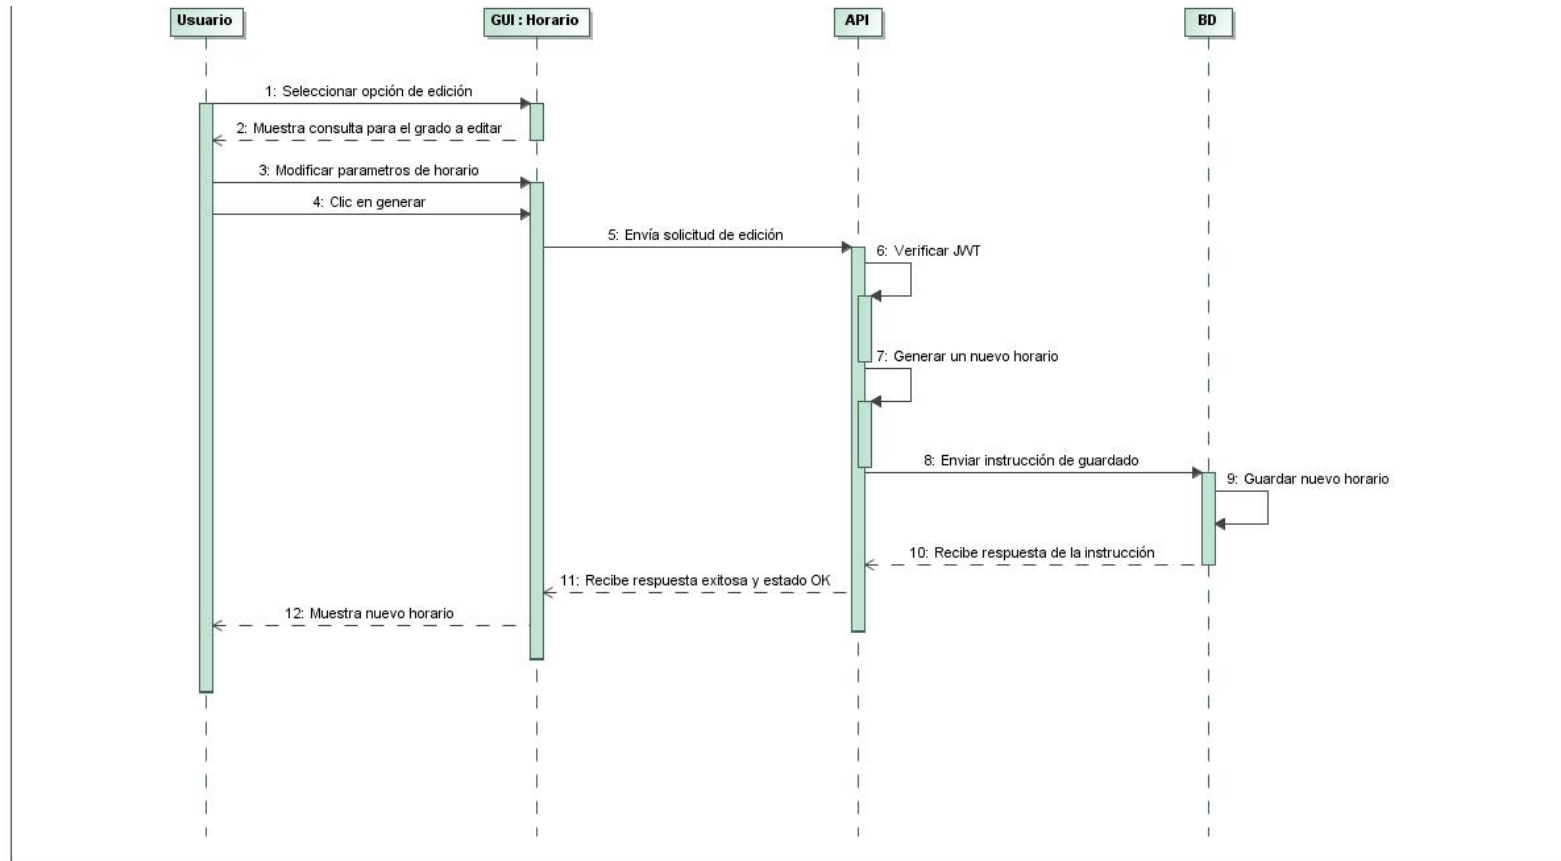 Usuario
GUI : Horario
API
BD
1: Seleccionar opción de edición
2: Muestra consulta para el grado a editar
3: Modificar parametros de horario
4: Clic en generar
5: Envía solicitud de edición
6: Verificar JWT
7: Generar un nuevo horario
8: Enviar instrucción de guardado
9: Guardar nuevo horario
10: Recibe respuesta de la instrucción
11: Recibe respuesta exitosa y estado OK
12: Muestra nuevo horario